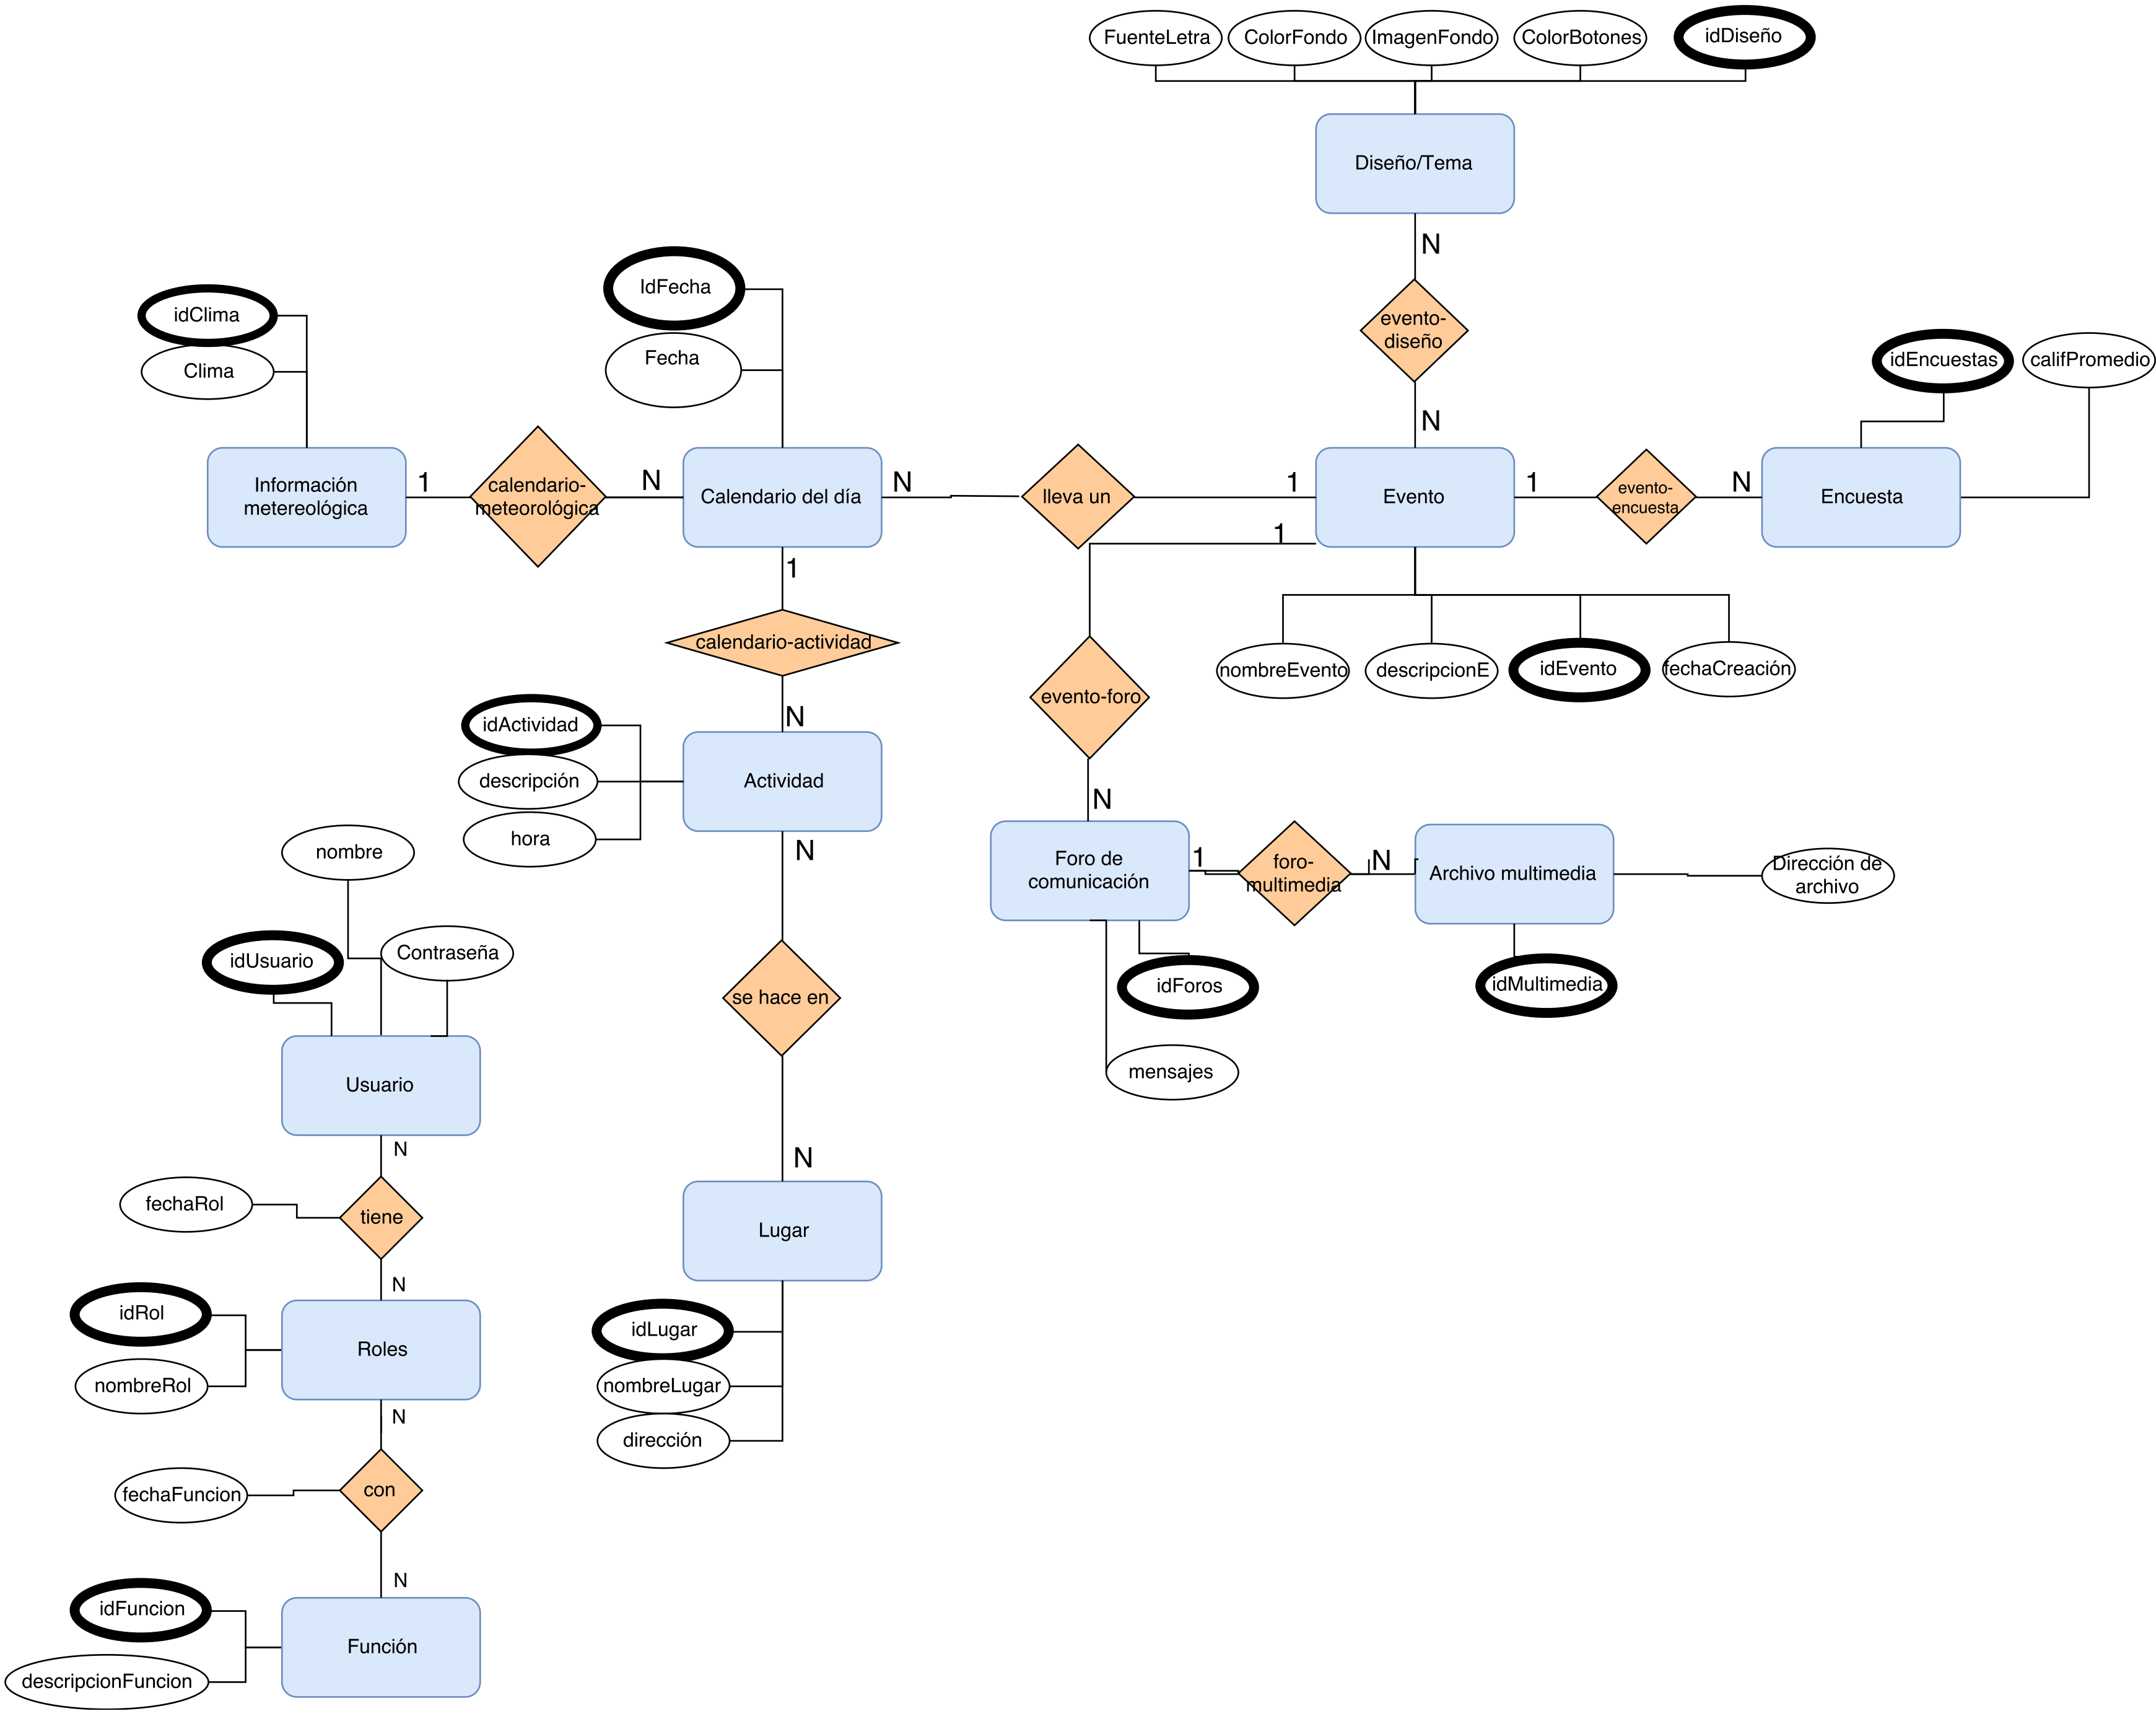 FuenteLetra
ColorFondo
ImagenFondo
ColorBotones
idDiseño
Diseño/Tema
N
evento-
diseño
N
IdFecha
Fecha
idClima
Clima
idEncuestas
califPromedio
Información
metereológica
1
calendario-
meteorológica
N
Calendario del día
N
lleva un
1
Evento
1
evento-
encuesta
N
Encuesta
1
1
calendario-actividad
N
nombreEvento
descripcionE
idEvento
fechaCreación
evento-foro
N
idActividad
descripción
hora
Actividad
N
Foro de
comunicación
1
foro-
multimedia
N
Archivo multimedia
Dirección de
archivo
idForos
mensajes
idMultimedia
nombre
idUsuario
Contraseña
Usuario
N
se hace en
N
fechaRol
tiene
N
Lugar
idRol
nombreRol
Roles
N
idLugar
nombreLugar
dirección
fechaFuncion
con
N
idFuncion
descripcionFuncion
Función